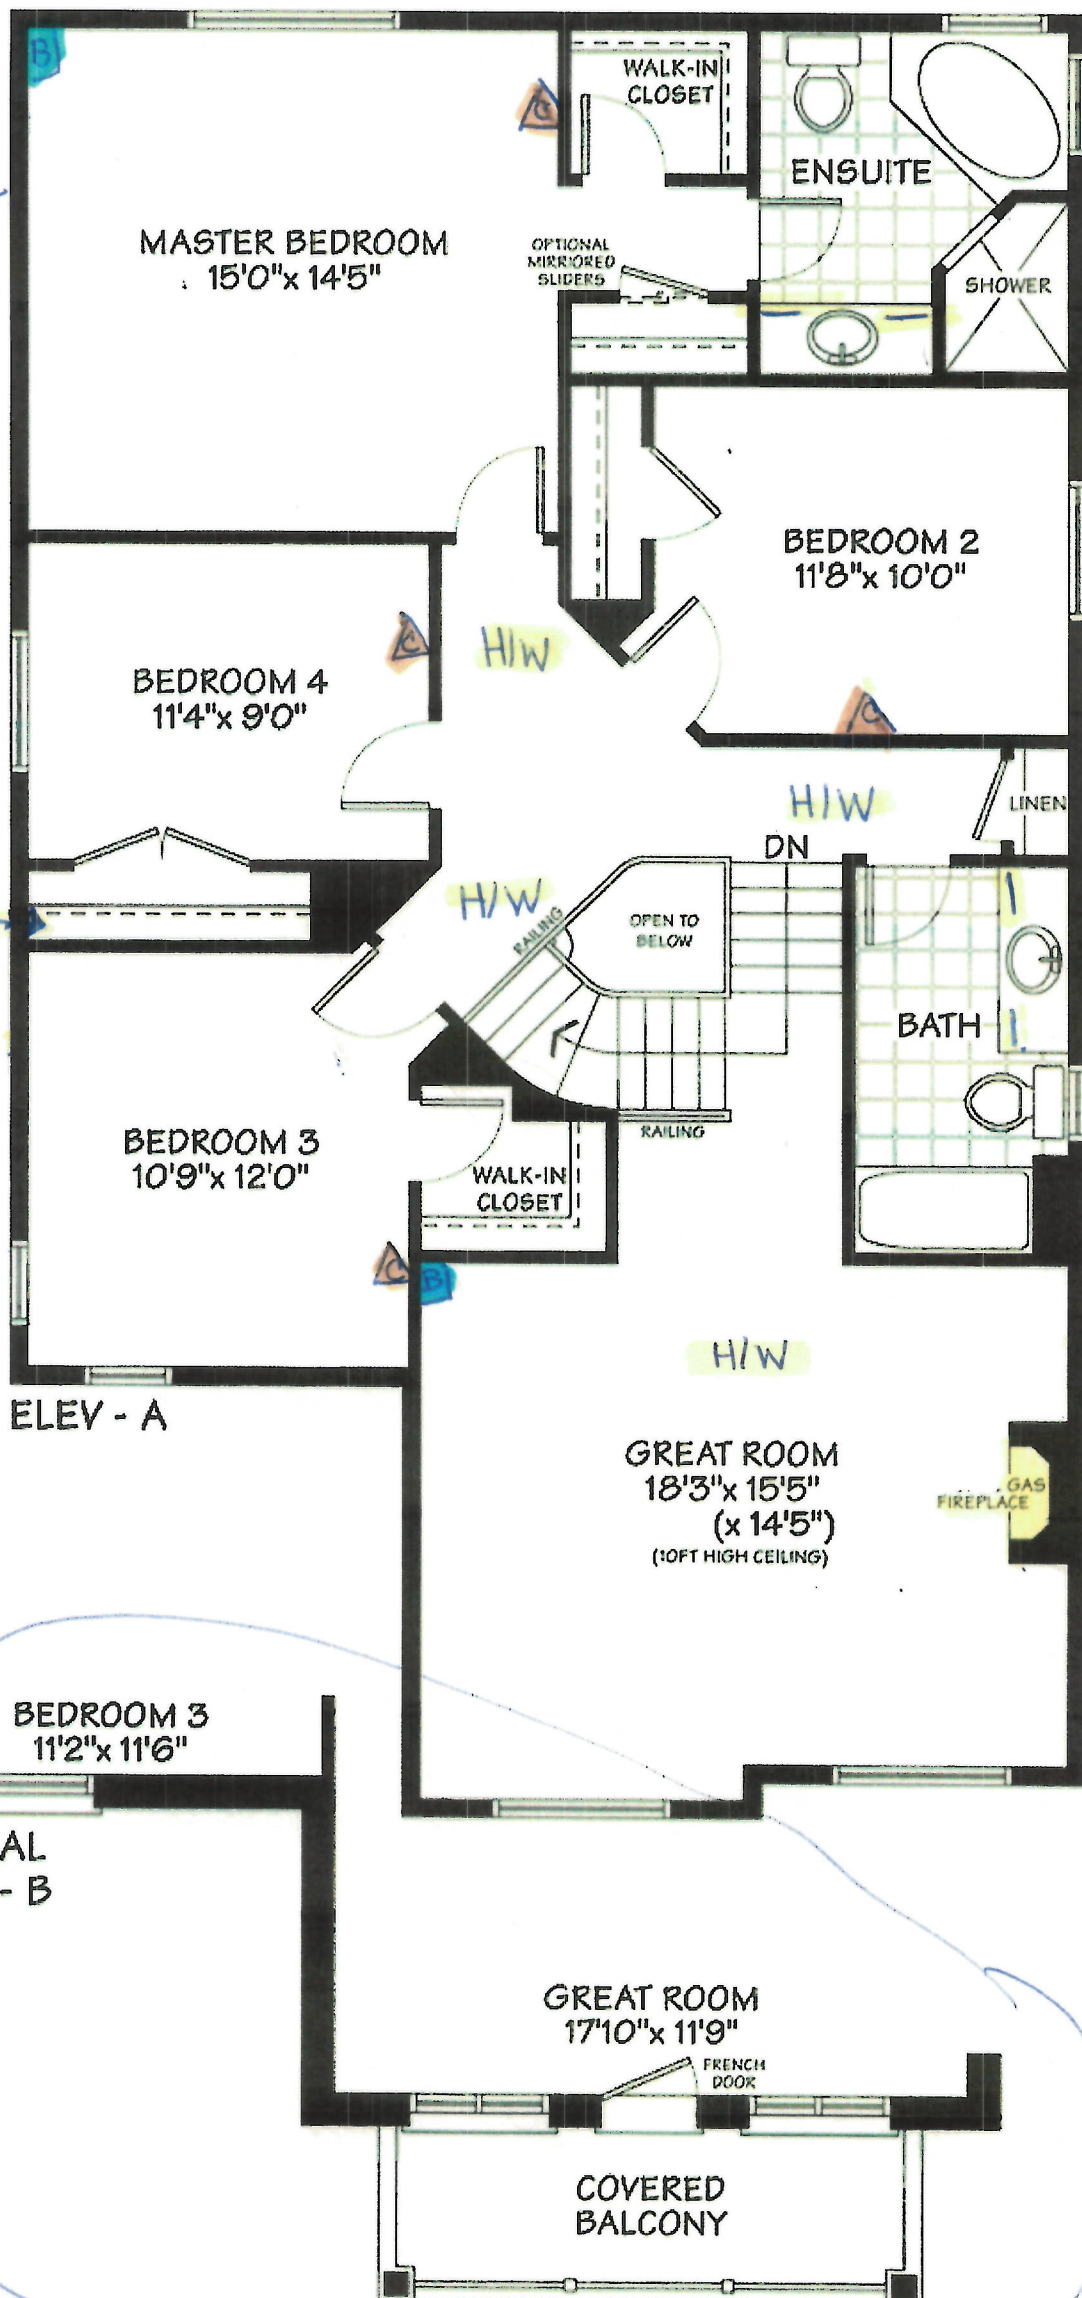 B
C
WALK-IN
CLOSET
ENSUITE
MASTER BEDROOM
15'0"x 14'5"
OPTIONAL
MIRRIORED
SLIDERS
SHOWER
BEDROOM 2
11'8"x 10'0"
C
H/W
BEDROOM 4
11'4"x 9'0"
C
H/W
LINEN
DN
H/W
RAILING
OPEN TO
BELOW
BATH
RAILING
BEDROOM 3
10'9"x 12'0"
WALK-IN
CLOSET
C
B
H/W
ELEV - A
GREAT ROOM
18'3"x 15'5"
(x 14'5")
(10FT HIGH CEILING)
GAS
FIREPLACE
BEDROOM 3
11'2"x 11'6"
AL
- B
GREAT ROOM
17'10"x 11'9"
FRENCH
DOOR
COVERED
BALCONY